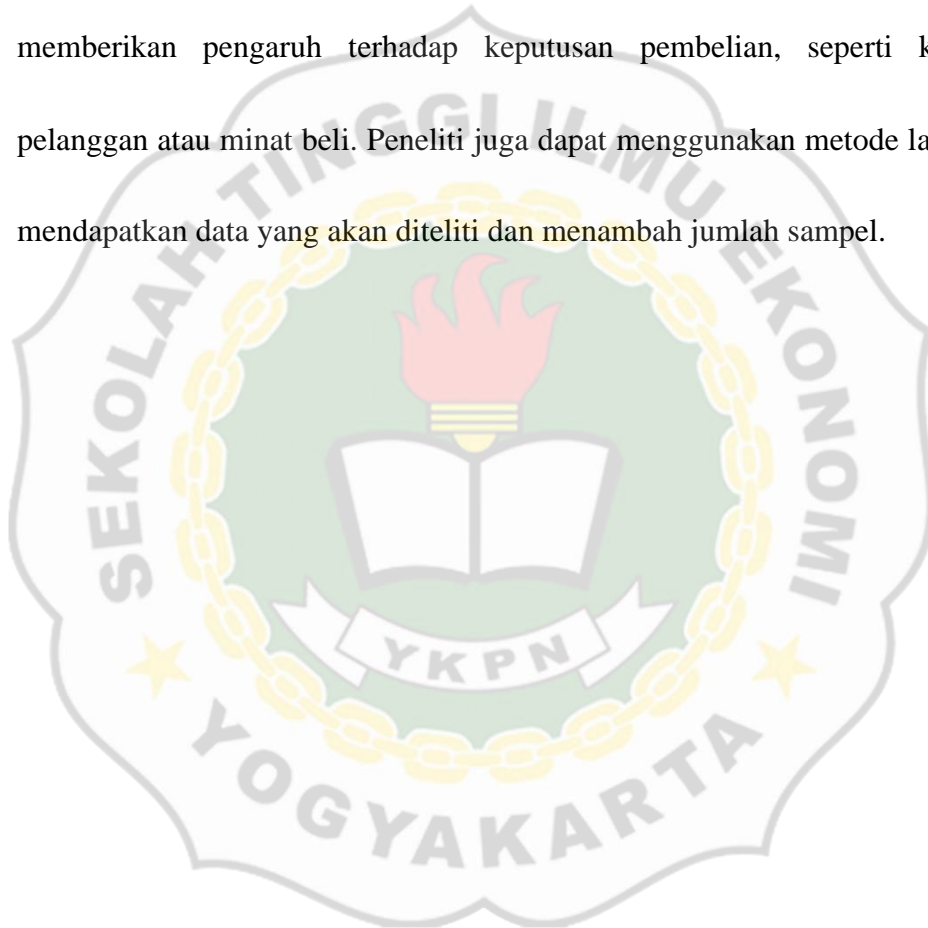 memberikan pengaruh terhadap keputusan pembelian, seperti k
pelanggan atau minat beli. Peneliti juga dapat menggunakan metode la
mendapatkan data yang akan diteliti dan menambah jumlah sampel.
SEKOLAH TINGGI ILMU EKONOMI
YKPN
YOGYAKARTA